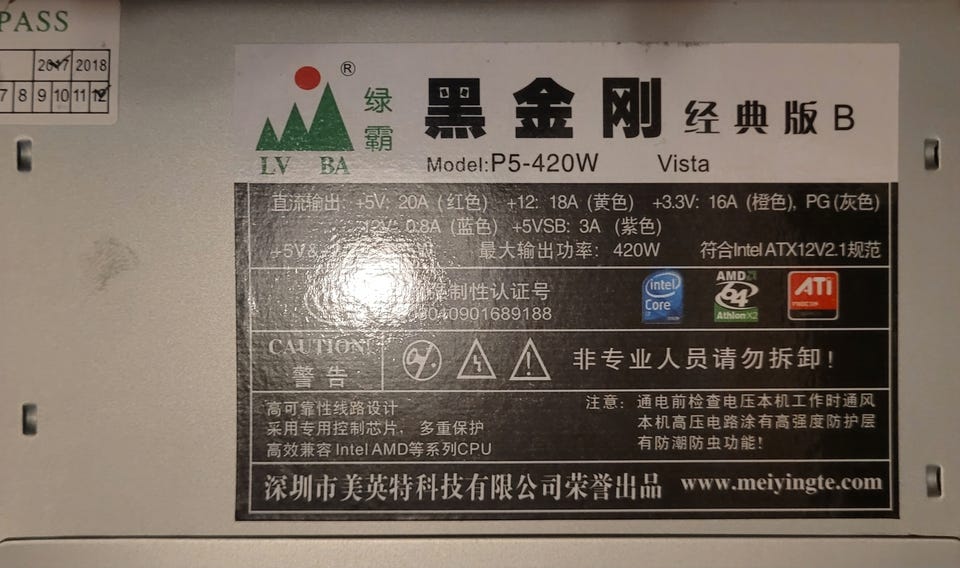 PASS
2017 2018
7 8 9 10 11 12
®
绿霸
LV BA
黑金刚 经典版 B
Model:P5-420W Vista
直流输出: +5V: 20A (红色) +12: 18A (黄色) +3.3V: 16A (橙色), PG (灰色)
12V: 0.8A (蓝色) +5VSB: 3A (紫色)
+5V& 最大输出功率: 420W 符合Intel ATX12V2.1规范
强制性认证号
0901689188
intel Core
AMD 64 Athlon X2
ATi
CAUTION!
警告
非专业人员请勿拆卸!
高可靠性线路设计
采用专用控制芯片, 多重保护
高效兼容 Intel AMD等系列CPU
注意: 通电前检查电压本机工作时通风
本机高压电路涂有高强度防护层
有防潮防虫功能!
深圳市美英特科技有限公司荣誉出品 www.meiyingte.com